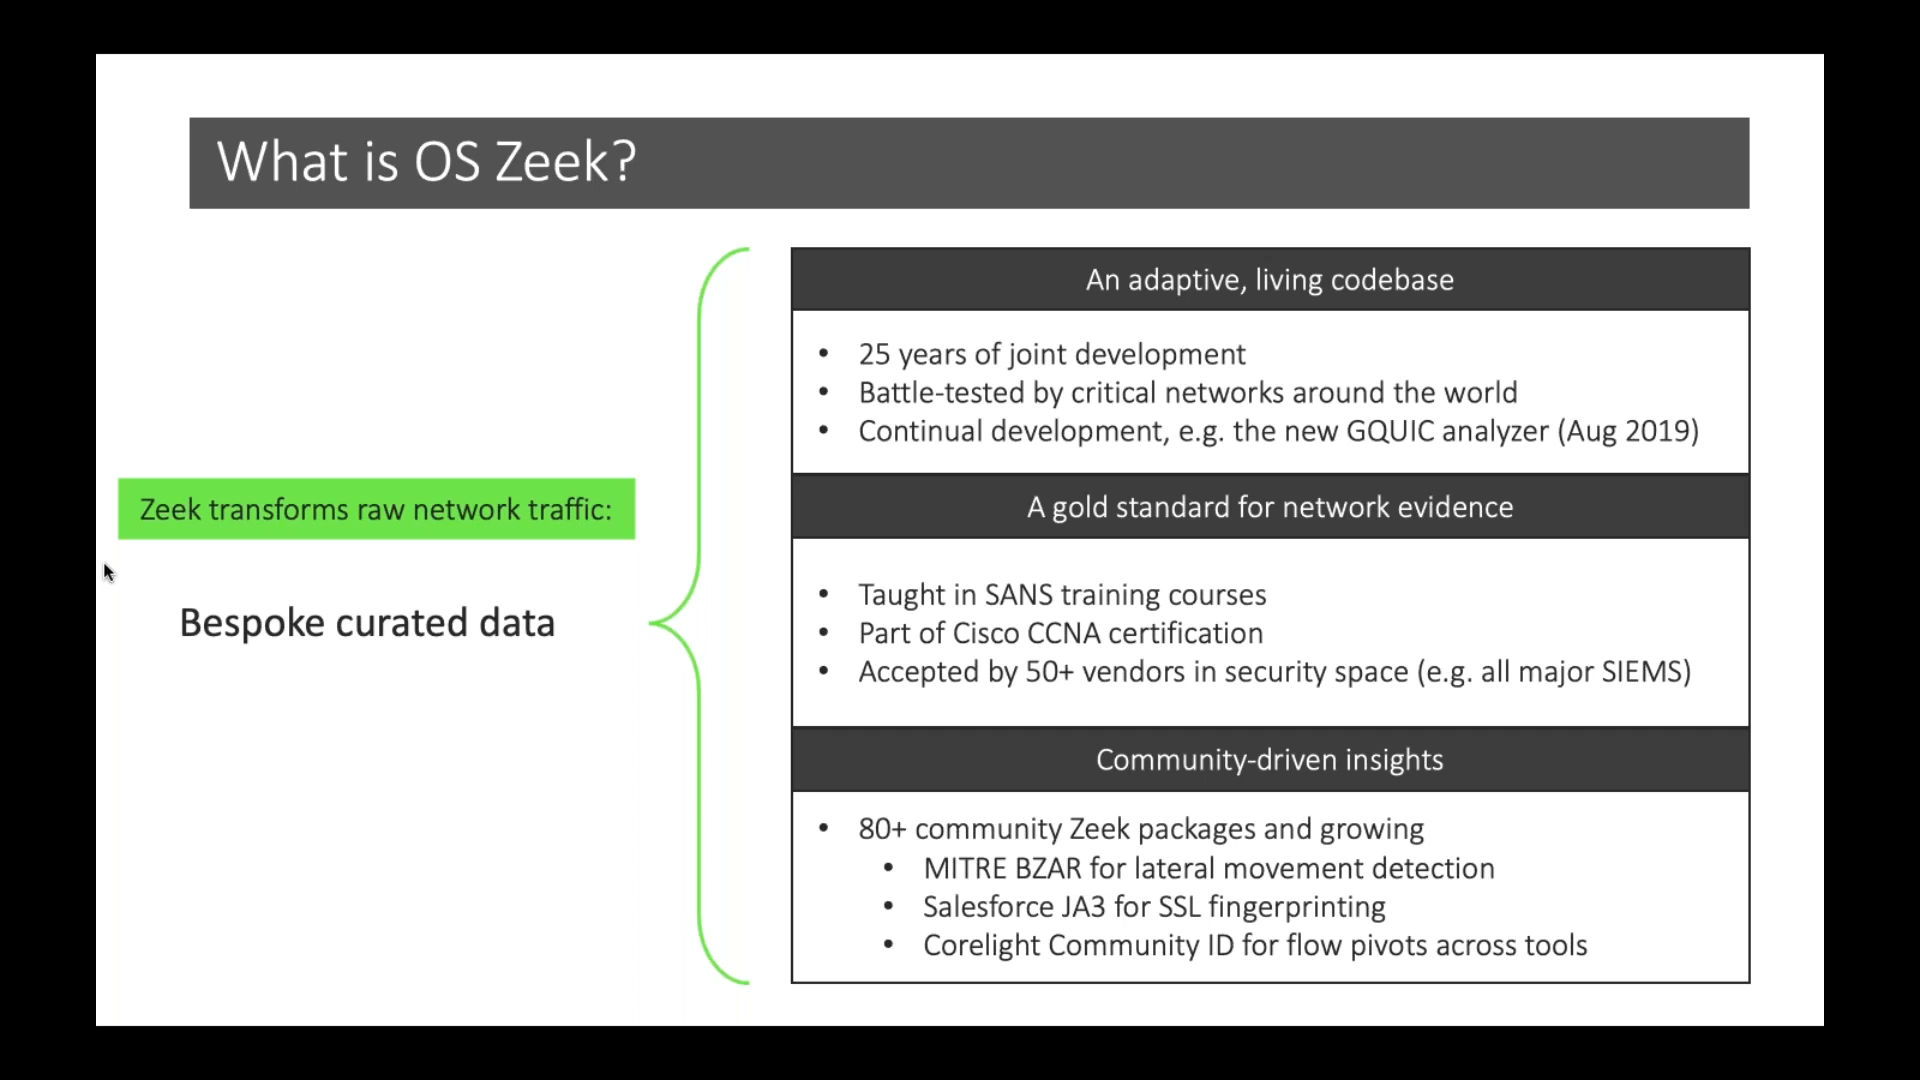 What is OS Zeek?
Zeek transforms raw network traffic:
Bespoke curated data
An adaptive, living codebase
• 25 years of joint development
• Battle-tested by critical networks around the world
• Continual development, e.g. the new GQUIC analyzer (Aug 2019)
A gold standard for network evidence
• Taught in SANS training courses
• Part of Cisco CCNA certification
• Accepted by 50+ vendors in security space (e.g. all major SIEMS)
Community-driven insights
• 80+ community Zeek packages and growing
• MITRE BZAR for lateral movement detection
• Salesforce JA3 for SSL fingerprinting
• Corelight Community ID for flow pivots across tools